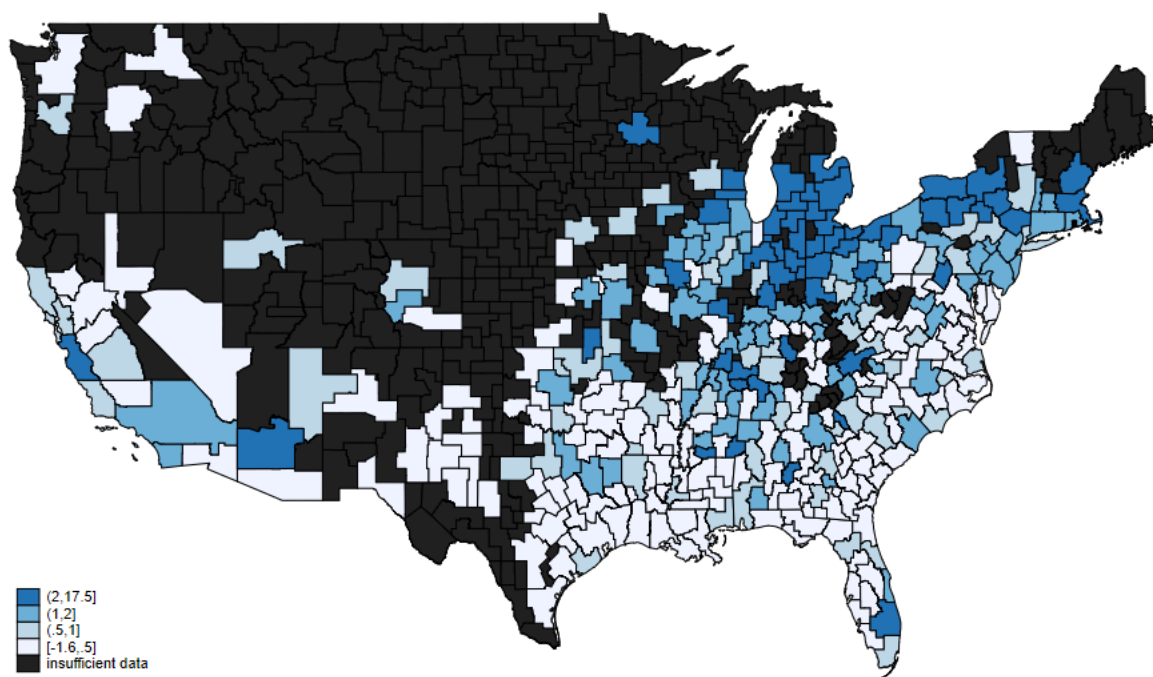 (2,17.5]
(1,2]
(.5,1]
[-1.6,.5]
insufficient data